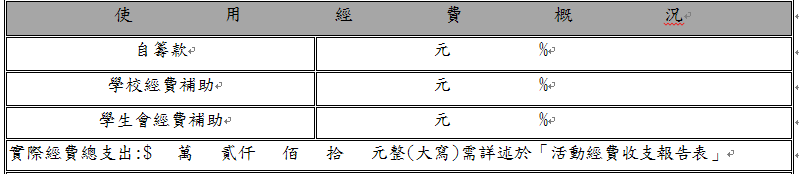 使用經費概況
自籌款 元 %
學校經費補助 元 %
學生會經費補助 元 %
實際經費總支出:$ 萬 貳仟 佰 拾 元整(大寫)需詳述於「活動經費收支報告表」